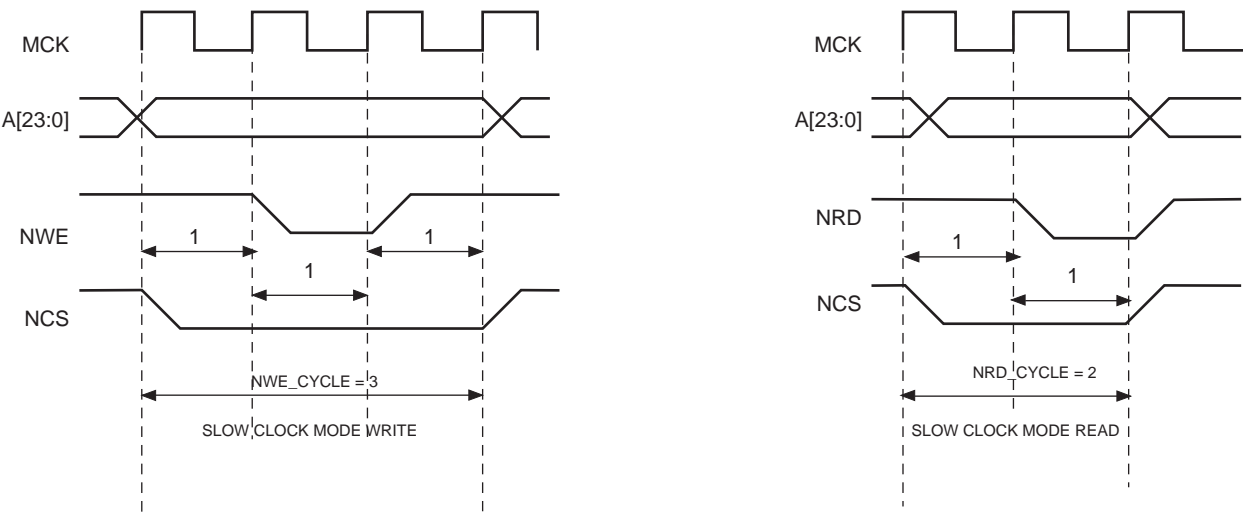 MCK
A[23:0]
NWE
1
1
1
NCS
NWE_CYCLE = 3
SLOW CLOCK MODE WRITE
MCK
A[23:0]
NRD
1
1
NCS
NRD_CYCLE = 2
SLOW CLOCK MODE READ